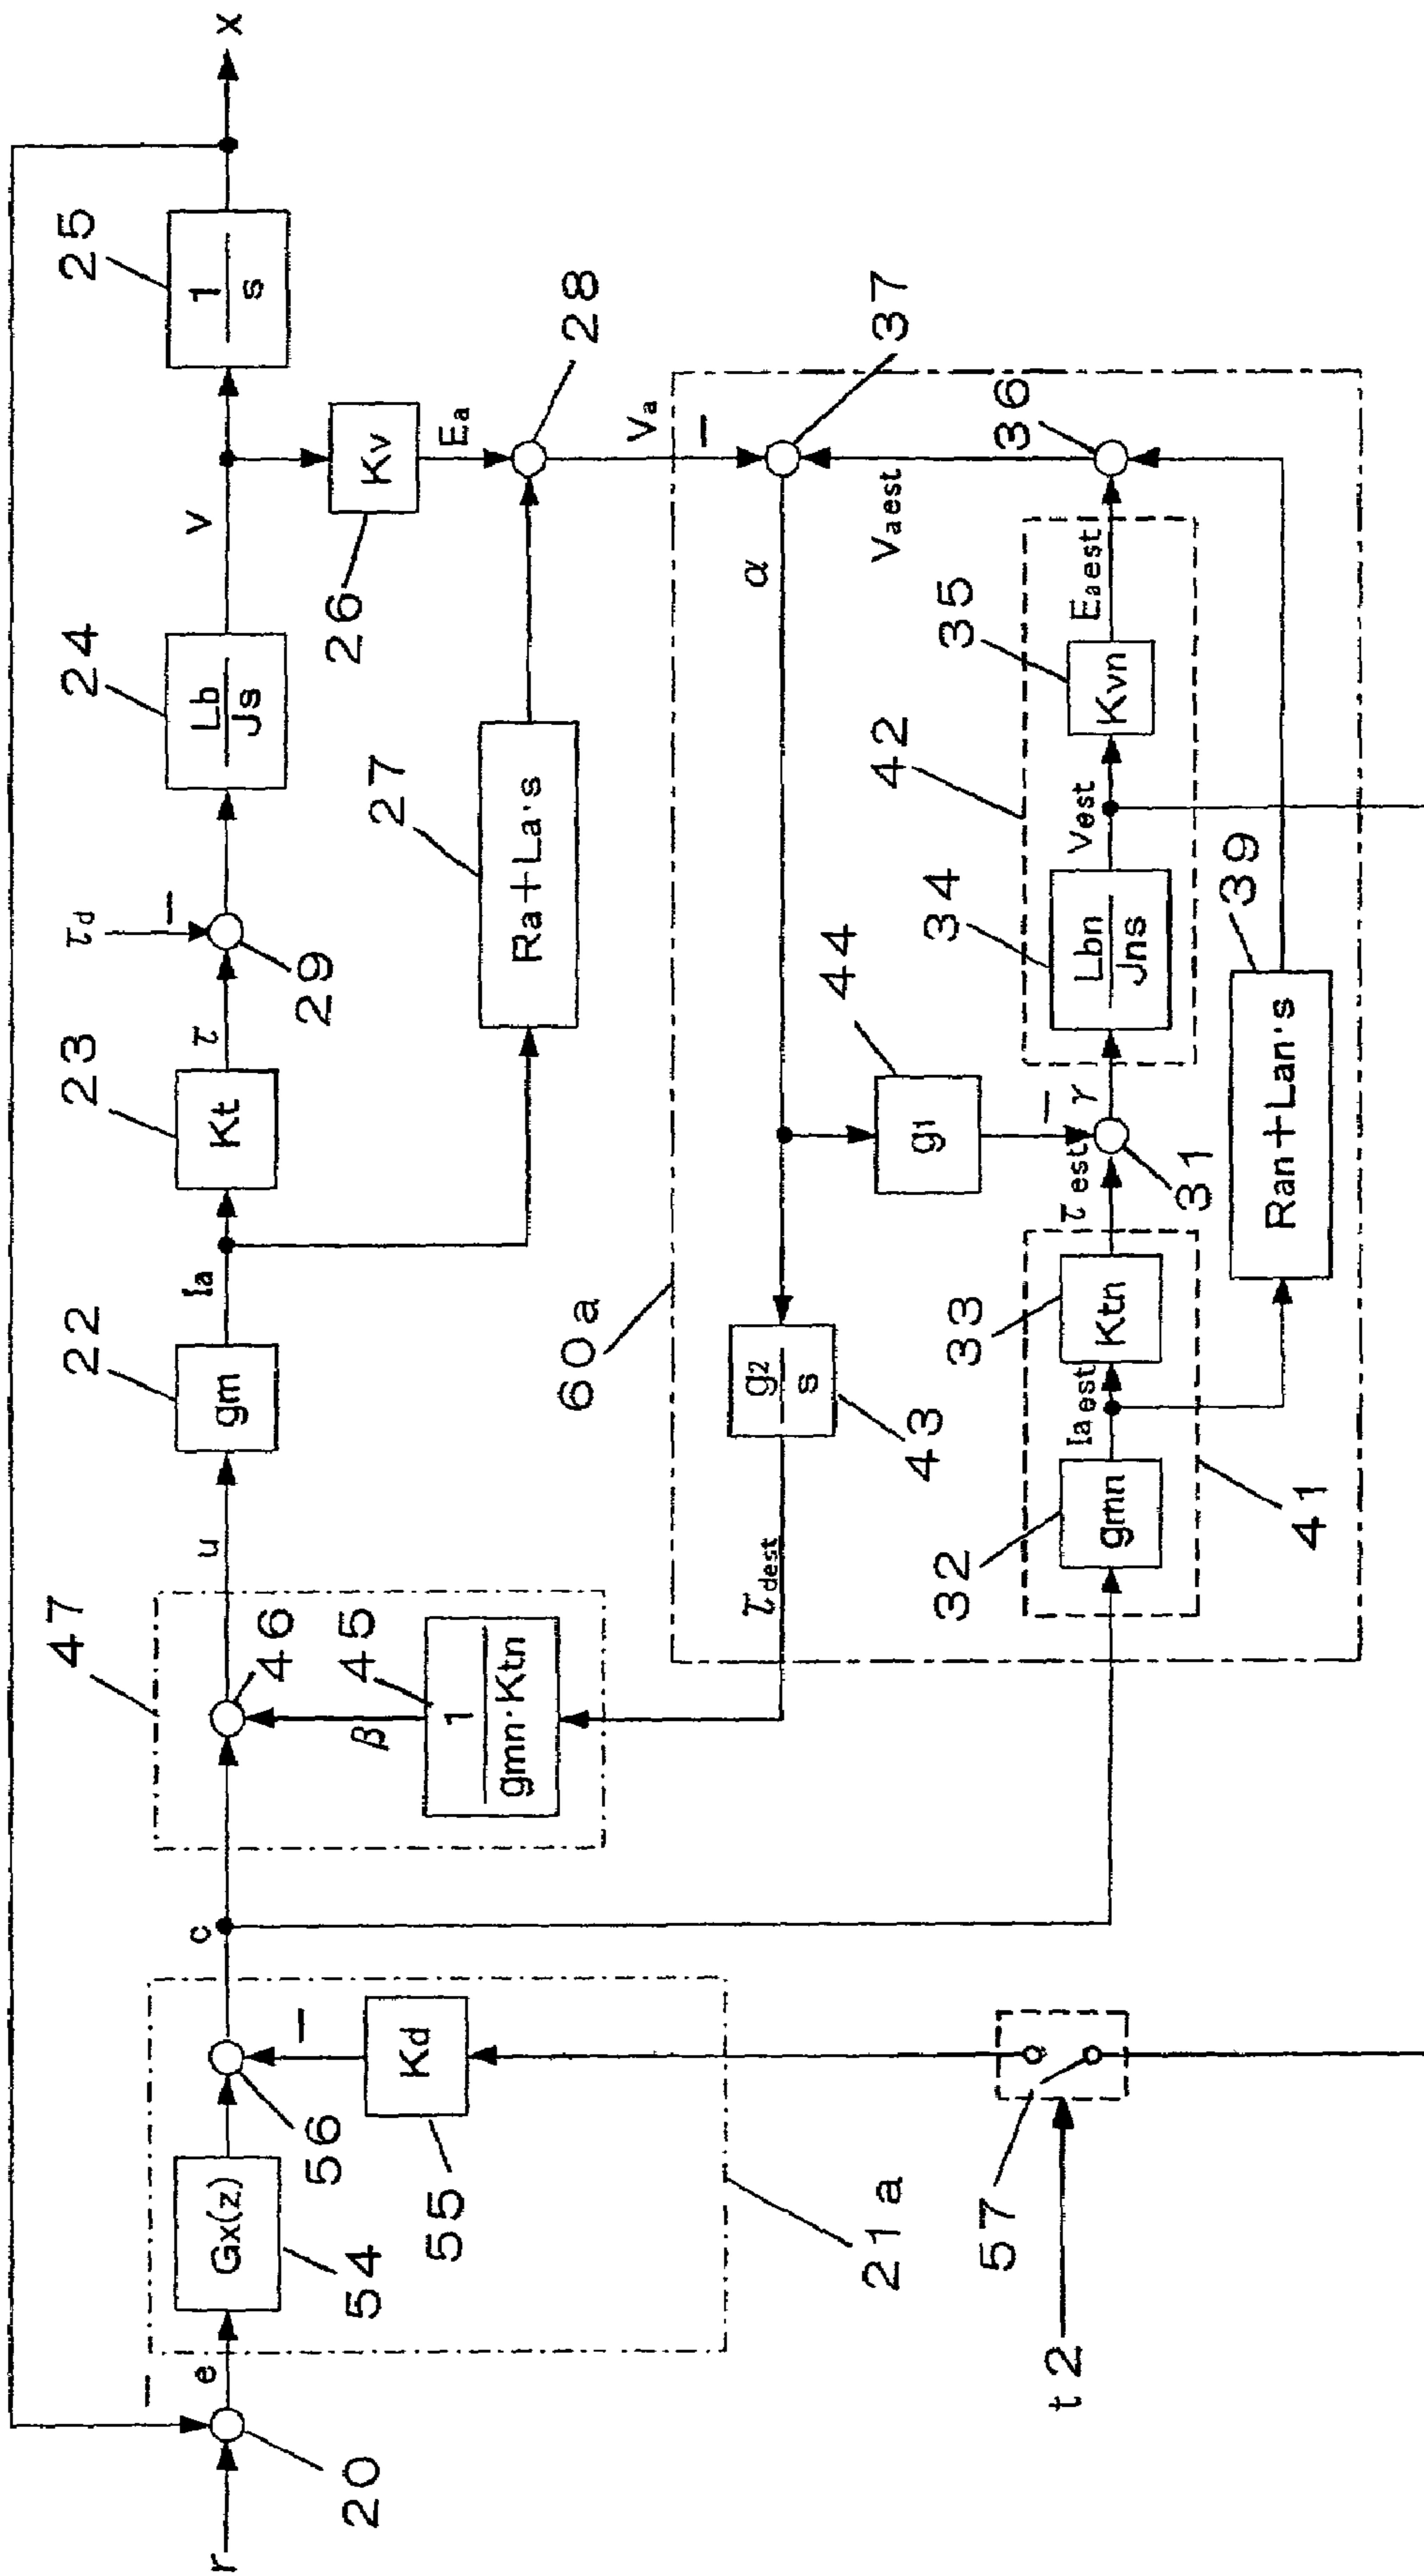 r
20
e
−
54
Gx(z)
56
−
55
Kd
21a
c
47
46
β
45
1
gmn·Ktn
u
22
gm
Ia
23
Kt
τ
τd
−
29
24
Lb
Js
V
25
1
s
x
26
Kv
Ea
27
Ra+La·s
28
Va
−
37
60a
α
τdest
43
g2
s
44
g1
−
γ
31
32
gmn
Iaest
33
Ktn
τest
41
34
Lbn
Jns
Vest
42
35
Kvn
Eaest
36
Vaest
39
Ran+Lan·s
57
t2